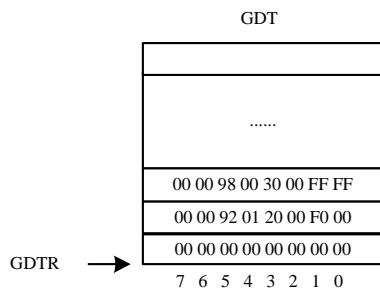 GDT
......
00 00 98 00 30 00 FF FF
00 00 92 01 20 00 F0 00
00 00 00 00 00 00 00 00
GDTR
7 6 5 4 3 2 1 0